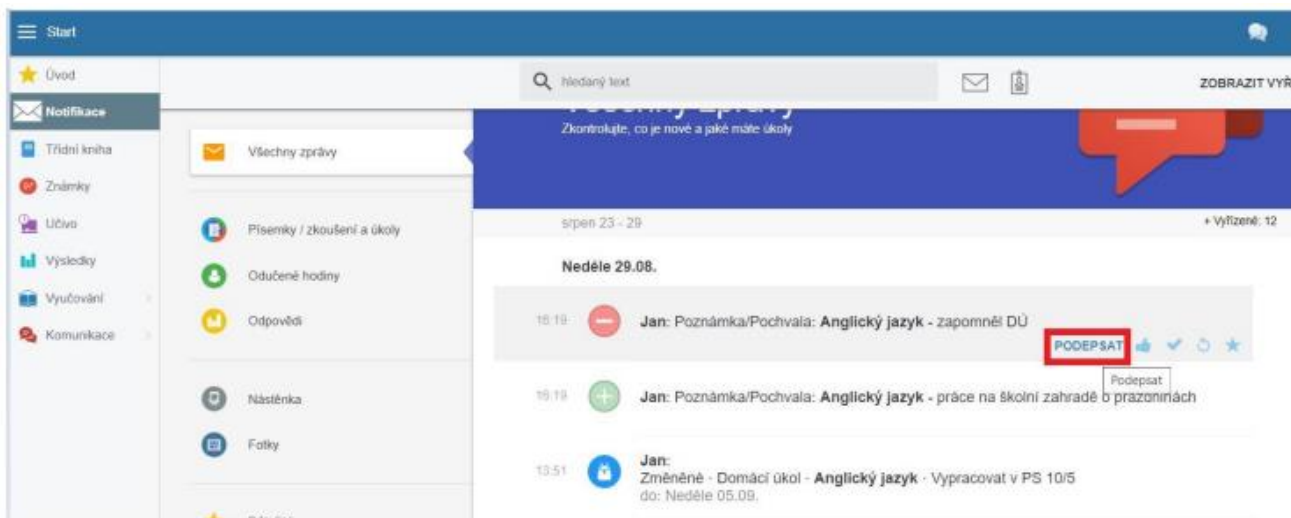 Start
Úvod
hledaný text
ZOBRAZIT VYŘ
Notifikace
Všechny zprávy
Zkontrolujte, co je nové a jaké máte úkoly
Třídní kniha
Všechny zprávy
Známky
Učivo
Písemky / zkoušení a úkoly
srpen 23 - 29
+ Vyřízené: 12
Výsledky
Odučené hodiny
Neděle 29.08.
Vyučování
Odpovědi
16:19 Jan: Poznámka/Pochvala: Anglický jazyk - zapomněl DÚ
Komunikace
PODEPSAT
Podepsat
Nástěnka
16:19 Jan: Poznámka/Pochvala: Anglický jazyk - práce na školní zahradě o prázdninách
Fotky
13:51 Jan:
Změněné - Domácí úkol - Anglický jazyk - Vypracovat v PS 10/5
do: Neděle 05.09.